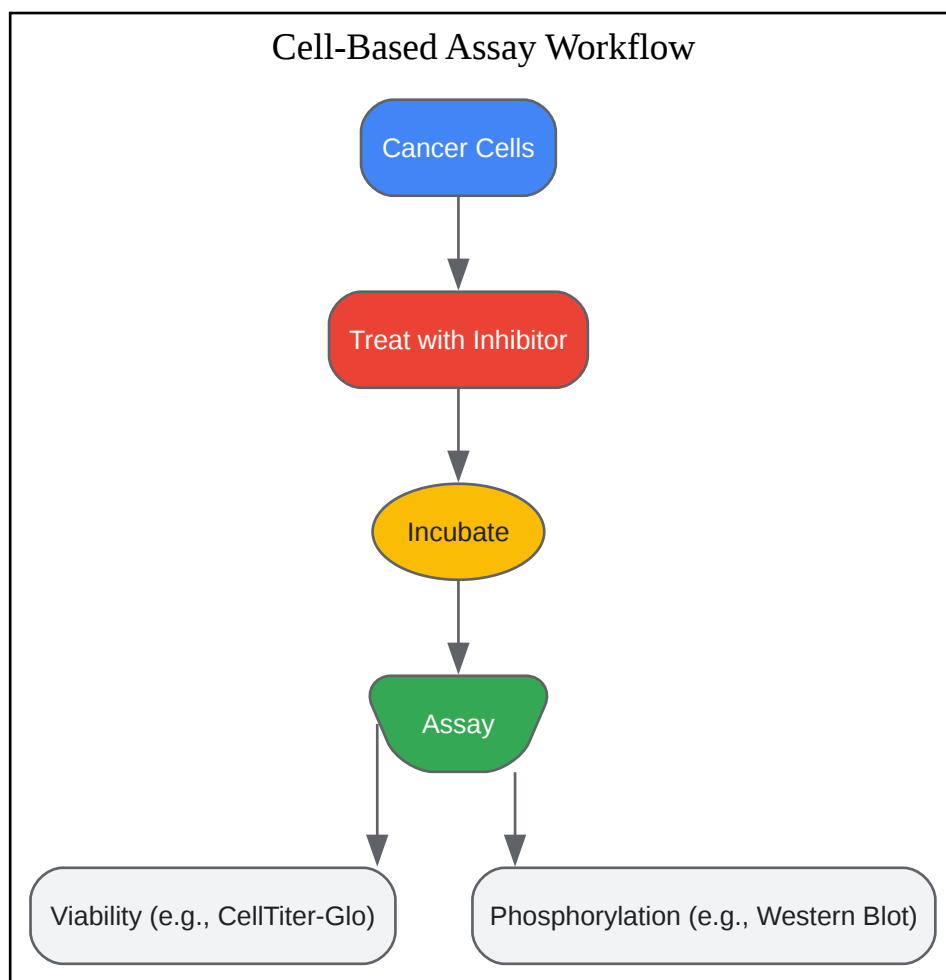 Cell-Based Assay Workflow
Cancer Cells
Treat with Inhibitor
Incubate
Assay
Viability (e.g., CellTiter-Glo)
Phosphorylation (e.g., Western Blot)